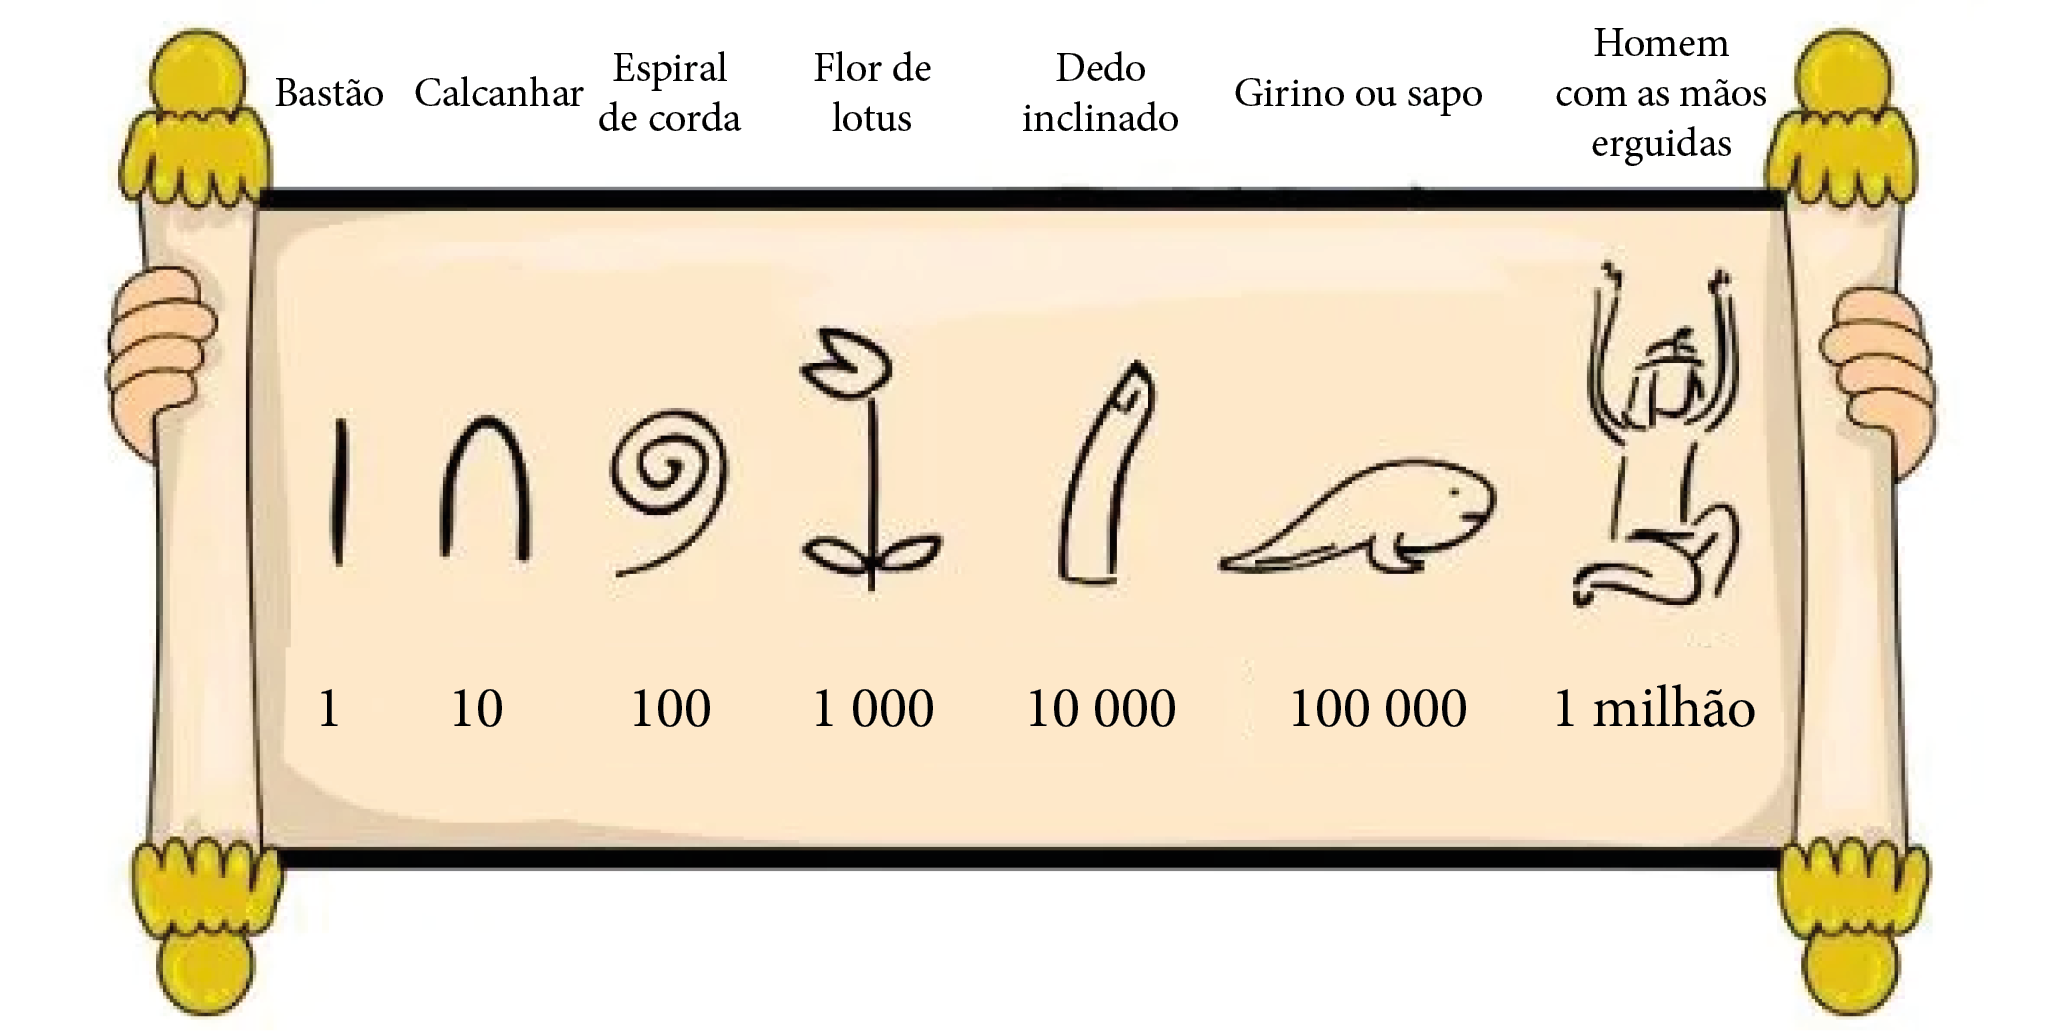 Bastão
Calcanhar
Espiral
de corda
Flor de
lotus
Dedo
inclinado
Girino ou sapo
Homem
com as mãos
erguidas
1
10
100
1 000
10 000
100 000
1 milhão